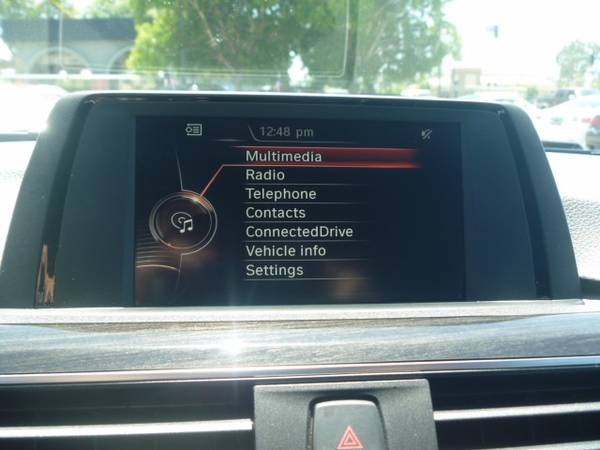 12:48 pm
Multimedia
Radio
Telephone
Contacts
ConnectedDrive
Vehicle info
Settings